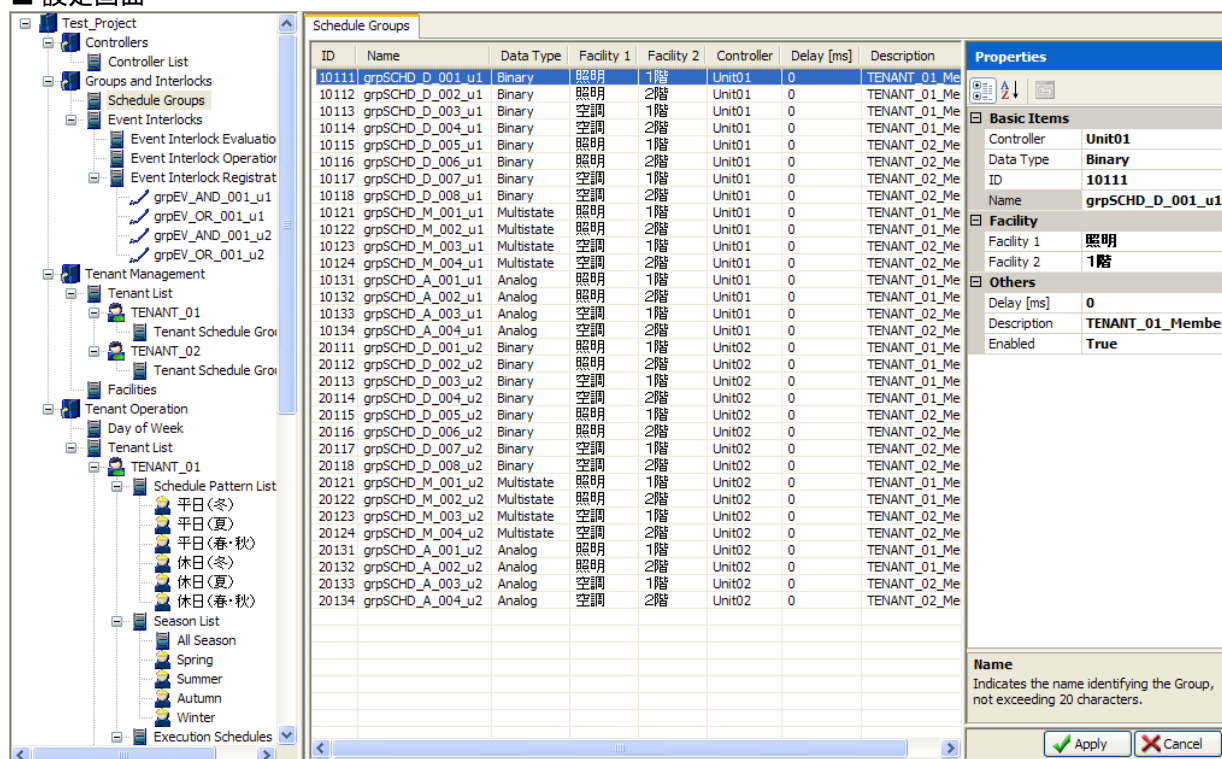 ■ 設定画面
Test_Project
Controllers
Controller List
Groups and Interlocks
Schedule Groups
Event Interlocks
Event Interlock Evaluatio
Event Interlock Operation
Event Interlock Registrat
grpEV_AND_001_u1
grpEV_OR_001_u1
grpEV_AND_001_u2
grpEV_OR_001_u2
Tenant Management
Tenant List
TENANT_01
Tenant Schedule Grou
TENANT_02
Tenant Schedule Grou
Facilities
Tenant Operation
Day of Week
Tenant List
TENANT_01
Schedule Pattern List
平日(冬)
平日(夏)
平日(春・秋)
休日(冬)
休日(夏)
休日(春・秋)
Season List
All Season
Spring
Summer
Autumn
Winter
Execution Schedules
Schedule Groups
ID Name Data Type Facility 1 Facility 2 Controller Delay [ms] Description
10111 grpSCHD_D_001_u1 Binary 照明 1階 Unit01 0 TENANT_01_Me
10112 grpSCHD_D_002_u1 Binary 照明 2階 Unit01 0 TENANT_01_Me
10113 grpSCHD_D_003_u1 Binary 空調 1階 Unit01 0 TENANT_01_Me
10114 grpSCHD_D_004_u1 Binary 空調 2階 Unit01 0 TENANT_01_Me
10115 grpSCHD_D_005_u1 Binary 照明 1階 Unit01 0 TENANT_02_Me
10116 grpSCHD_D_006_u1 Binary 照明 2階 Unit01 0 TENANT_02_Me
10117 grpSCHD_D_007_u1 Binary 空調 1階 Unit01 0 TENANT_02_Me
10118 grpSCHD_D_008_u1 Binary 空調 2階 Unit01 0 TENANT_02_Me
10121 grpSCHD_M_001_u1 Multistate 照明 1階 Unit01 0 TENANT_01_Me
10122 grpSCHD_M_002_u1 Multistate 照明 2階 Unit01 0 TENANT_01_Me
10123 grpSCHD_M_003_u1 Multistate 空調 1階 Unit01 0 TENANT_02_Me
10124 grpSCHD_M_004_u1 Multistate 空調 2階 Unit01 0 TENANT_02_Me
10131 grpSCHD_A_001_u1 Analog 照明 1階 Unit01 0 TENANT_01_Me
10132 grpSCHD_A_002_u1 Analog 照明 2階 Unit01 0 TENANT_01_Me
10133 grpSCHD_A_003_u1 Analog 空調 1階 Unit01 0 TENANT_02_Me
10134 grpSCHD_A_004_u1 Analog 空調 2階 Unit01 0 TENANT_02_Me
20111 grpSCHD_D_001_u2 Binary 照明 1階 Unit02 0 TENANT_01_Me
20112 grpSCHD_D_002_u2 Binary 照明 2階 Unit02 0 TENANT_01_Me
20113 grpSCHD_D_003_u2 Binary 空調 1階 Unit02 0 TENANT_01_Me
20114 grpSCHD_D_004_u2 Binary 空調 2階 Unit02 0 TENANT_01_Me
20115 grpSCHD_D_005_u2 Binary 照明 1階 Unit02 0 TENANT_02_Me
20116 grpSCHD_D_006_u2 Binary 照明 2階 Unit02 0 TENANT_02_Me
20117 grpSCHD_D_007_u2 Binary 空調 1階 Unit02 0 TENANT_02_Me
20118 grpSCHD_D_008_u2 Binary 空調 2階 Unit02 0 TENANT_02_Me
20121 grpSCHD_M_001_u2 Multistate 照明 1階 Unit02 0 TENANT_01_Me
20122 grpSCHD_M_002_u2 Multistate 照明 2階 Unit02 0 TENANT_01_Me
20123 grpSCHD_M_003_u2 Multistate 空調 1階 Unit02 0 TENANT_02_Me
20124 grpSCHD_M_004_u2 Multistate 空調 2階 Unit02 0 TENANT_02_Me
20131 grpSCHD_A_001_u2 Analog 照明 1階 Unit02 0 TENANT_01_Me
20132 grpSCHD_A_002_u2 Analog 照明 2階 Unit02 0 TENANT_01_Me
20133 grpSCHD_A_003_u2 Analog 空調 1階 Unit02 0 TENANT_02_Me
20134 grpSCHD_A_004_u2 Analog 空調 2階 Unit02 0 TENANT_02_Me
Properties
Basic Items
Controller Unit01
Data Type Binary
ID 10111
Name grpSCHD_D_001_u1
Facility
Facility 1 照明
Facility 2 1階
Others
Delay [ms] 0
Description TENANT_01_Membe
Enabled True
Name
Indicates the name identifying the Group,
not exceeding 20 characters.
Apply Cancel